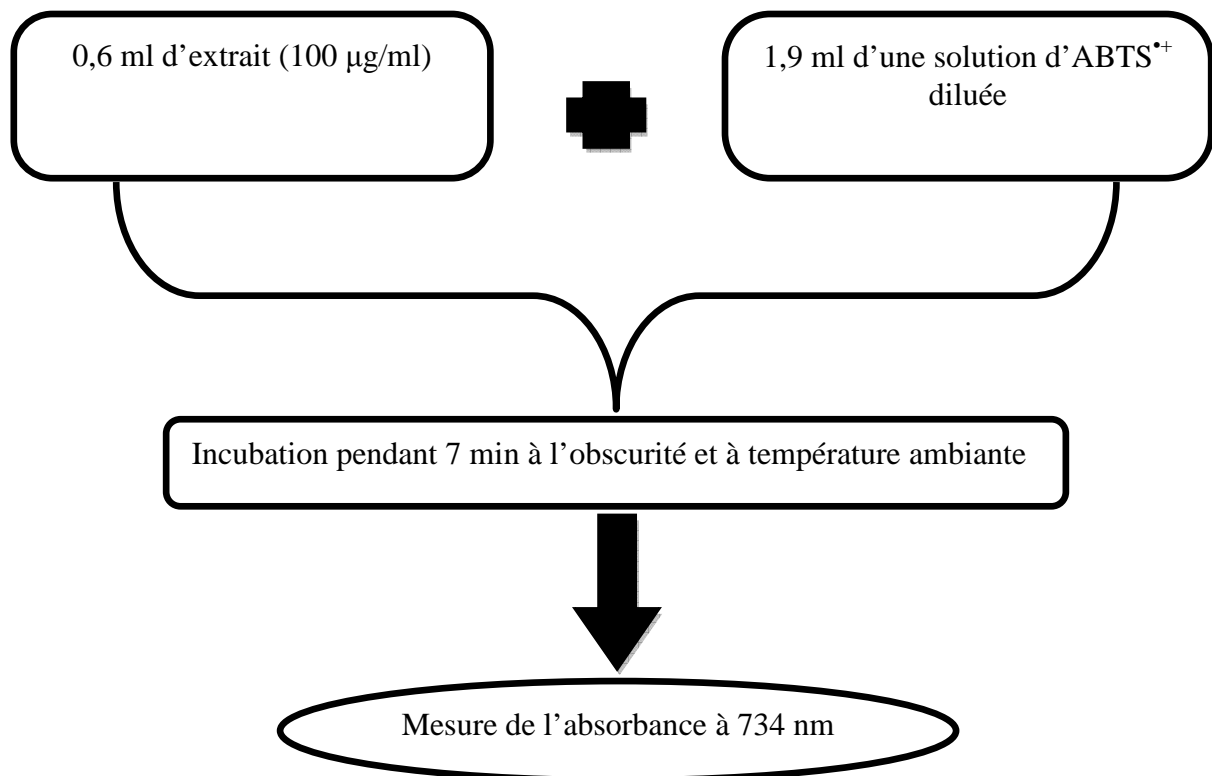 0,6 ml d’extrait (100 μg/ml)
1,9 ml d’une solution d’ABTS•+
diluée
Incubation pendant 7 min à l’obscurité et à température ambiante
Mesure de l’absorbance à 734 nm